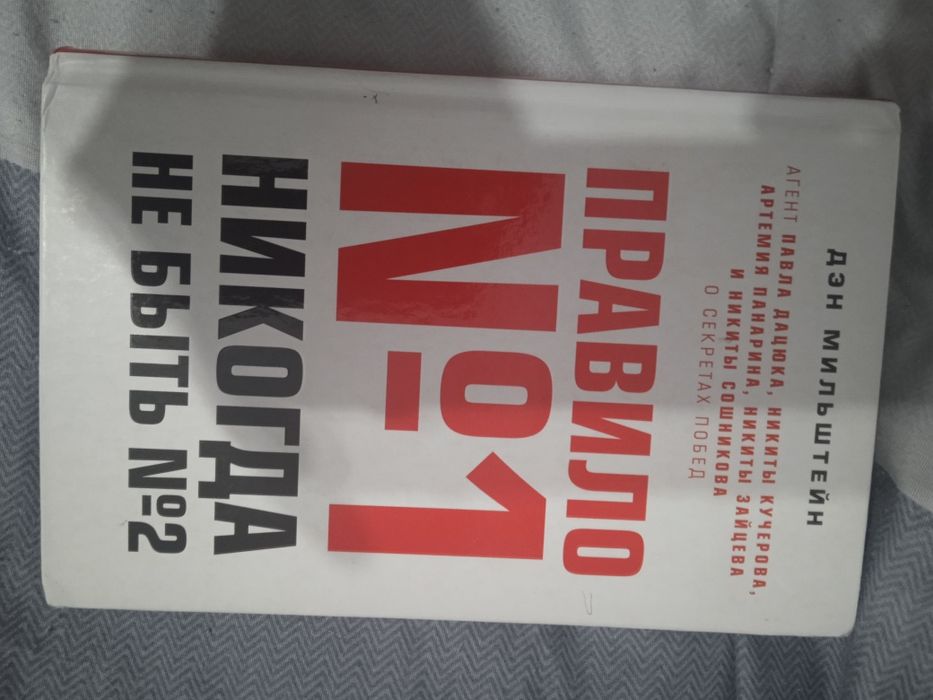 ДЭН МИЛЬШТЕЙН
АГЕНТ ПАВЛА ДАЦЮКА, НИКИТЫ КУЧЕРОВА,
АРТЕМИЯ ПАНАРИНА, НИКИТЫ ЗАЙЦЕВА
И НИКИТЫ СОШНИКОВА
О СЕКРЕТАХ ПОБЕД
ПРАВИЛО
№1
НИКОГДА
НЕ БЫТЬ №2